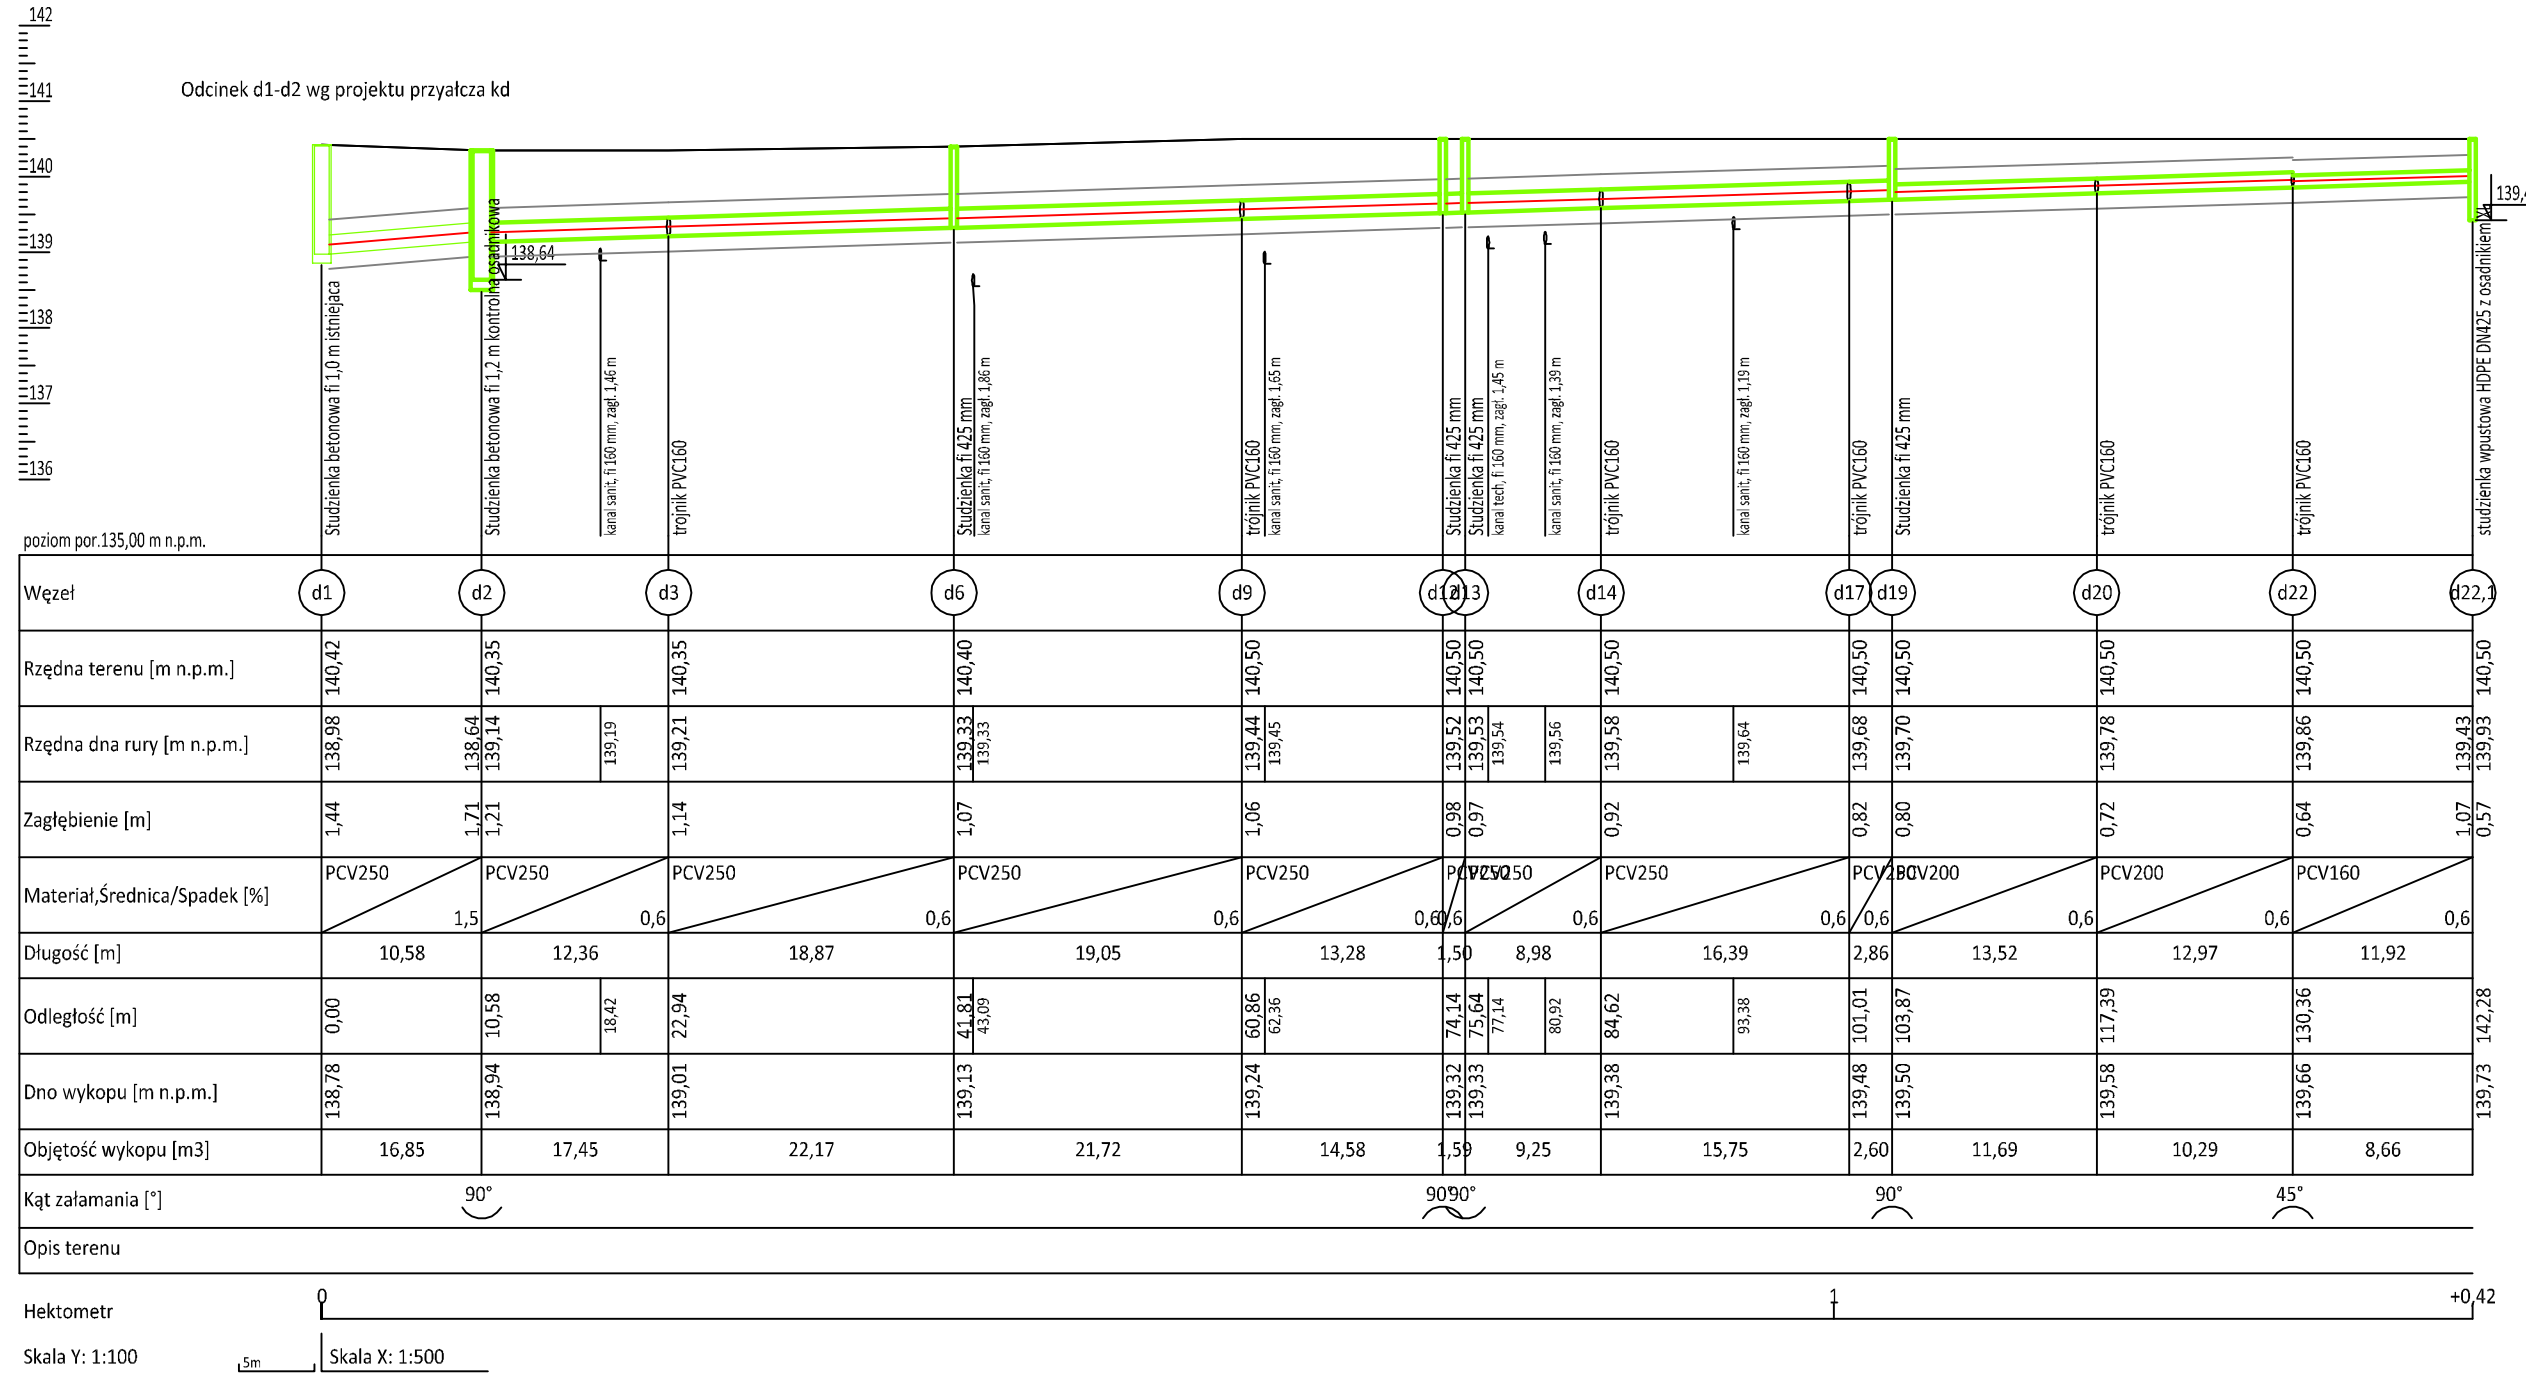 142
141
140
139
138
137
136
Odcinek d1-d2 wg projektu przyałcza kd
138,64
Studzienka betonowa fi 1,0 m istniejaca
Studzienka betonowa fi 1,2 m kontrolna osadnikowa
kanal sanit, fi 160 mm, zagł. 1,46 m
trojnik PVC160
Studzienka fi 425 mm
kanal sanit, fi 160 mm, zagł. 1,86 m
trójnik PVC160
kanal sanit, fi 160 mm, zagł. 1,65 m
Studzienka fi 425 mm
Studzienka fi 425 mm
kanal tech, fi 160 mm, zagł. 1,45 m
kanal sanit, fi 160 mm, zagł. 1,39 m
trójnik PVC160
kanal sanit, fi 160 mm, zagł. 1,19 m
trójnik PVC160
Studzienka fi 425 mm
trójnik PVC160
trójnik PVC160
studzienka wpustowa HDPE DN425 z osadnikiem
poziom por.135,00 m n.p.m.
Węzeł d1 d2 d3 d6 d9 d12 d13 d14 d17 d19 d20 d22 d22,1
Rzędna terenu [m n.p.m.] 140,42 140,35 140,35 140,40 140,50 140,50 140,50 140,50 140,50 140,50 140,50 140,50 140,50
Rzędna dna rury [m n.p.m.] 138,98 138,64 139,14 139,19 139,21 139,33 139,33 139,44 139,45 139,52 139,53 139,54 139,56 139,58 139,64 139,68 139,70 139,78 139,86 139,43 139,93
Zagłębienie [m] 1,44 1,71 1,21 1,14 1,07 1,06 0,98 0,97 0,92 0,82 0,80 0,72 0,64 1,07 0,57
Materiał,Średnica/Spadek [%] PCV250 PCV250 PCV250 PCV250 PCV250 PCV250 PCV250 PCV250 PCV250 PCV200 PCV200 PCV160
1,5 0,6 0,6 0,6 0,6 0,6 0,6 0,6 0,6 0,6 0,6 0,6
Długość [m] 10,58 12,36 18,87 19,05 13,28 1,50 8,98 16,39 2,86 13,52 12,97 11,92
Odległość [m] 0,00 10,58 18,42 22,94 41,81 43,09 60,86 62,36 74,14 75,64 77,14 80,92 84,62 93,38 101,01 103,87 117,39 130,36 142,28
Dno wykopu [m n.p.m.] 138,78 138,94 139,01 139,13 139,24 139,32 139,33 139,38 139,48 139,50 139,58 139,66 139,73
Objętość wykopu [m3] 16,85 17,45 22,17 21,72 14,58 1,59 9,25 15,75 2,60 11,69 10,29 8,66
Kąt załamania [°] 90° 90° 90° 90° 45°
Opis terenu
Hektometr 0 1 +0,42
Skala Y: 1:100 5m Skala X: 1:500